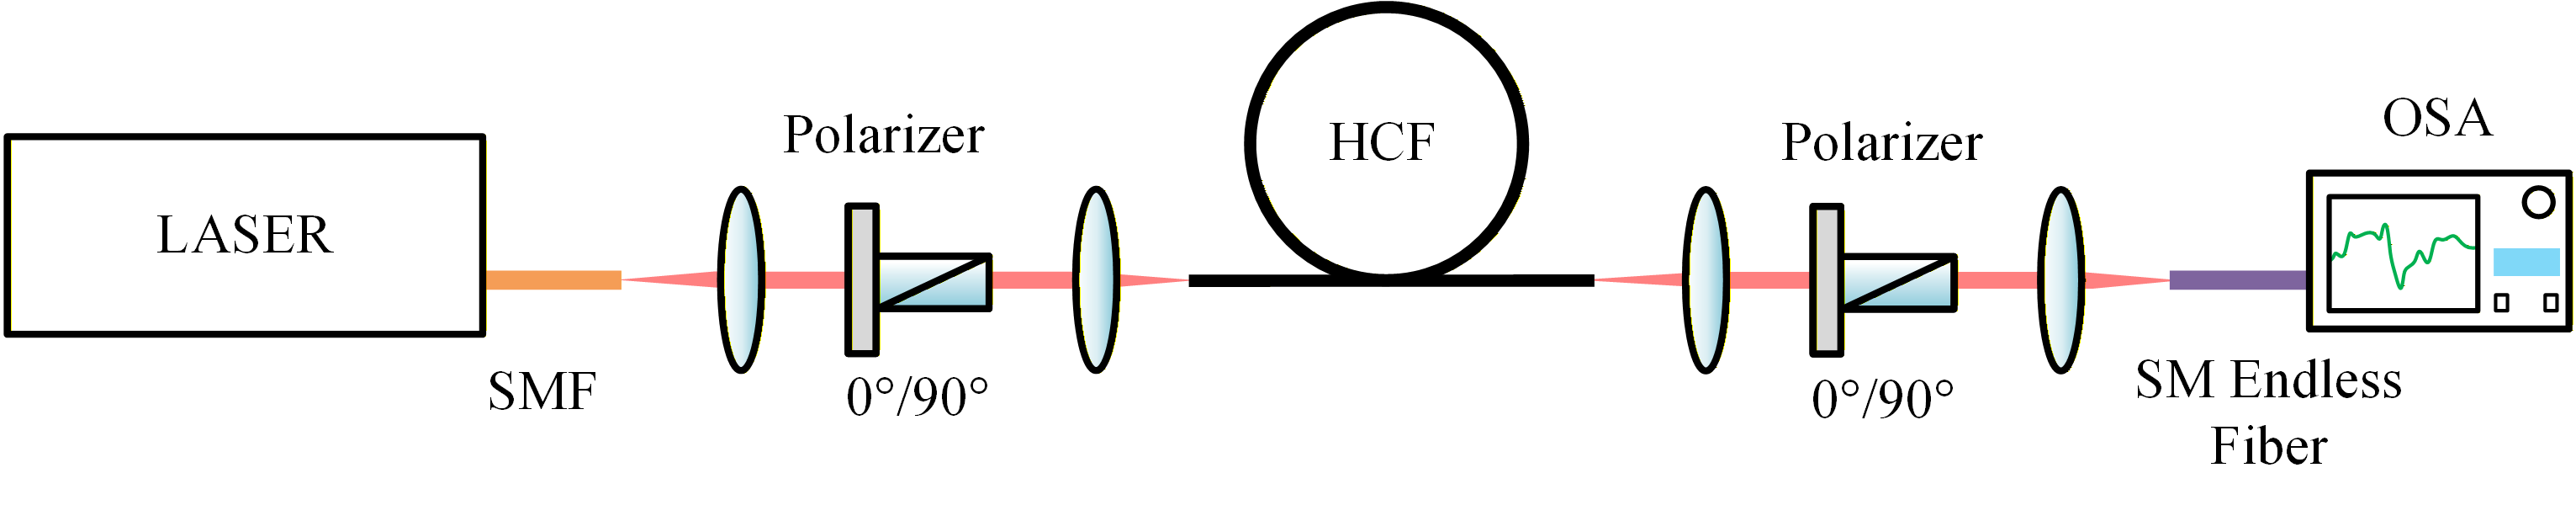 LASER
SMF
Polarizer
0°/90°
HCF
Polarizer
0°/90°
SM Endless
Fiber
OSA